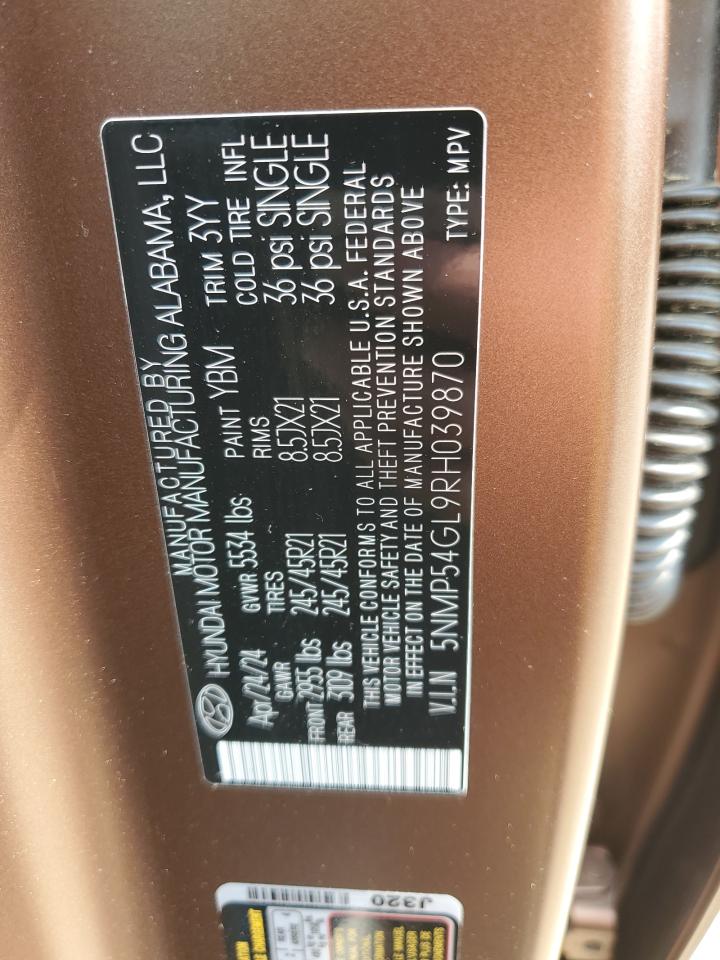 MANUFACTURED BY
HYUNDAI MOTOR MANUFACTURING ALABAMA, LLC
Apr/24/24 GVWR 5534 lbs PAINT YBM TRIM 3YY
GAWR TIRES RIMS COLD TIRE INFL
FRONT 2955 lbs 245/45R21 8.5JX21 36 psi SINGLE
REAR 3109 lbs 245/45R21 8.5JX21 36 psi SINGLE
THIS VEHICLE CONFORMS TO ALL APPLICABLE U.S.A. FEDERAL
MOTOR VEHICLE SAFETY AND THEFT PREVENTION STANDARDS
IN EFFECT ON THE DATE OF MANUFACTURE SHOWN ABOVE
V.I.N 5NMP54GL9RH039870 TYPE: MPV
J320